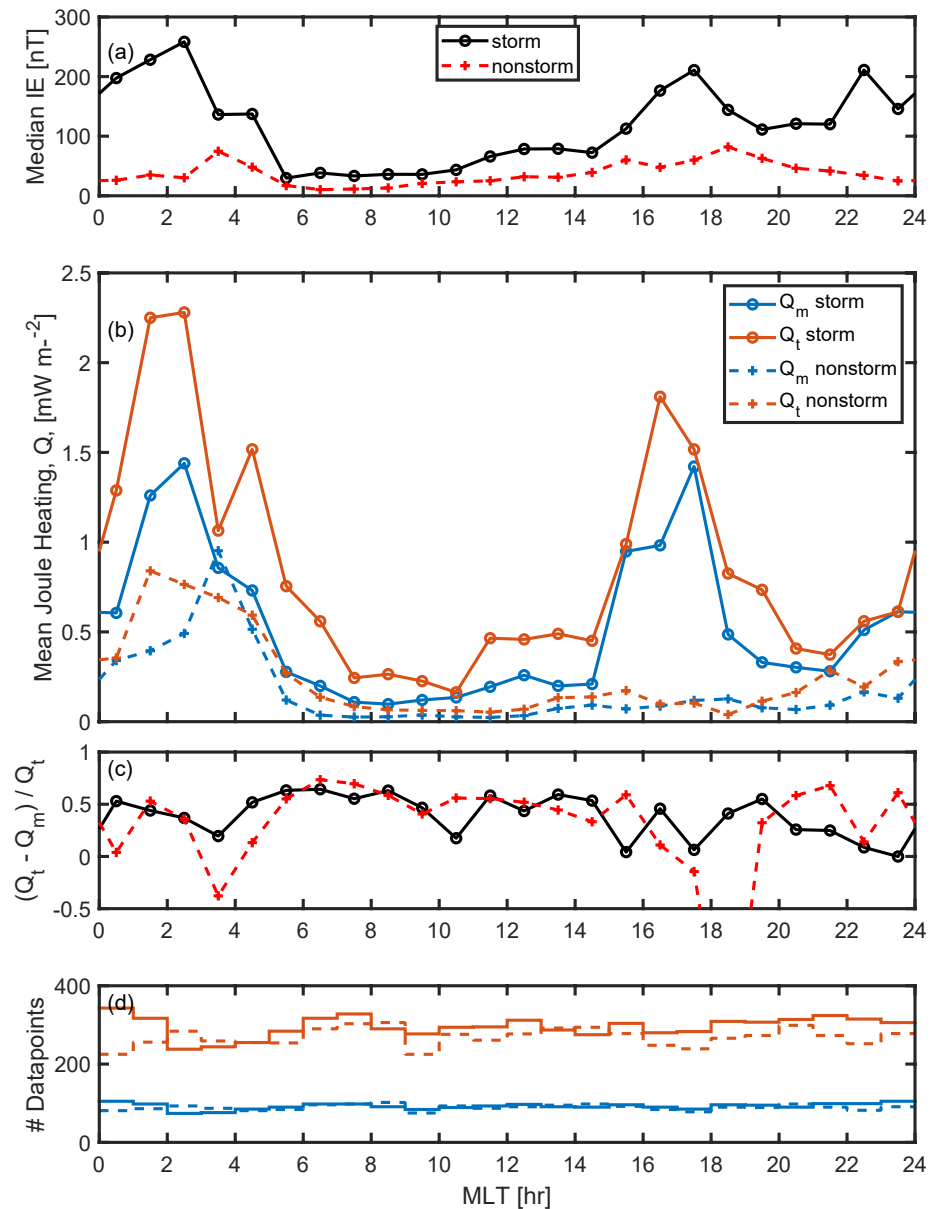 300
200
100
0
Median IE [nT]
(a)
storm
nonstorm
0 2 4 6 8 10 12 14 16 18 20 22 24
2.5
2
1.5
1
0.5
0
Mean Joule Heating, Q, [mW m-⁻²]
(b)
Qₘ storm
Qₜ storm
Qₘ nonstorm
Qₜ nonstorm
0 2 4 6 8 10 12 14 16 18 20 22 24
1
0.5
0
-0.5
(Qₜ - Qₘ) / Qₜ
(c)
0 2 4 6 8 10 12 14 16 18 20 22 24
400
200
0
# Datapoints
(d)
0 2 4 6 8 10 12 14 16 18 20 22 24
MLT [hr]